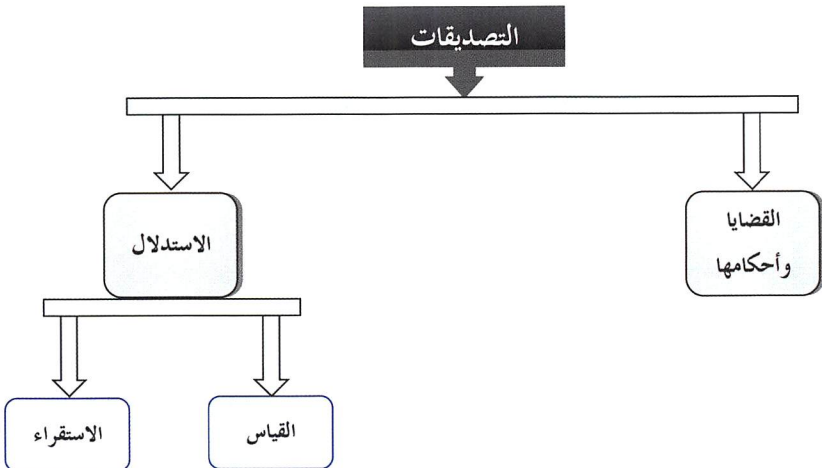 التصديقات
القضايا
وأحكامها
الاستدلال
القياس
الاستقراء